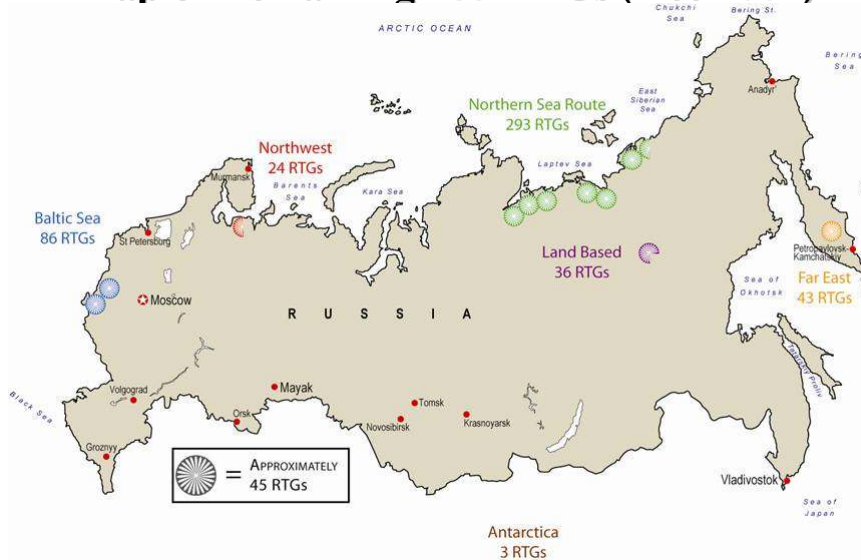 Chukchi
Sea
Bering St.
ARCTIC OCEAN
Bering
Sea
Anadyr'
Northern Sea Route
293 RTGs
East
Siberian
Sea
Northwest
24 RTGs
Laptev Sea
Murmansk
Barents
Sea
Kara Sea
Baltic Sea
86 RTGs
St Petersburg
Land Based
36 RTGs
Petropavlovsk-
Kamchatskiy
Far East
43 RTGs
Sea of
Okhotsk
Moscow
RUSSIA
Black Sea
Volgograd
Mayak
Tomsk
Orsk
Novosibirsk
Krasnoyarsk
Groznyy
= APPROXIMATELY
45 RTGs
Vladivostok
Sea of
Japan
Antarctica
3 RTGs